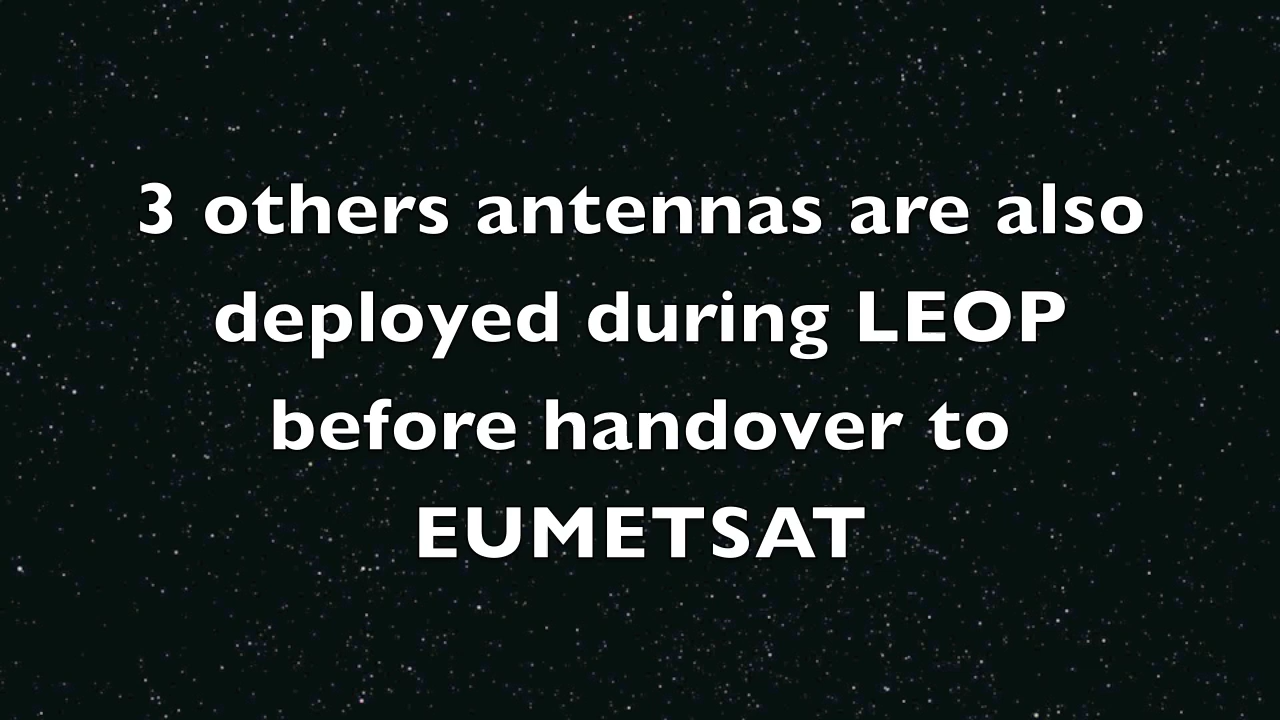 3 others antennas are also
deployed during LEOP
before handover to
EUMETSAT